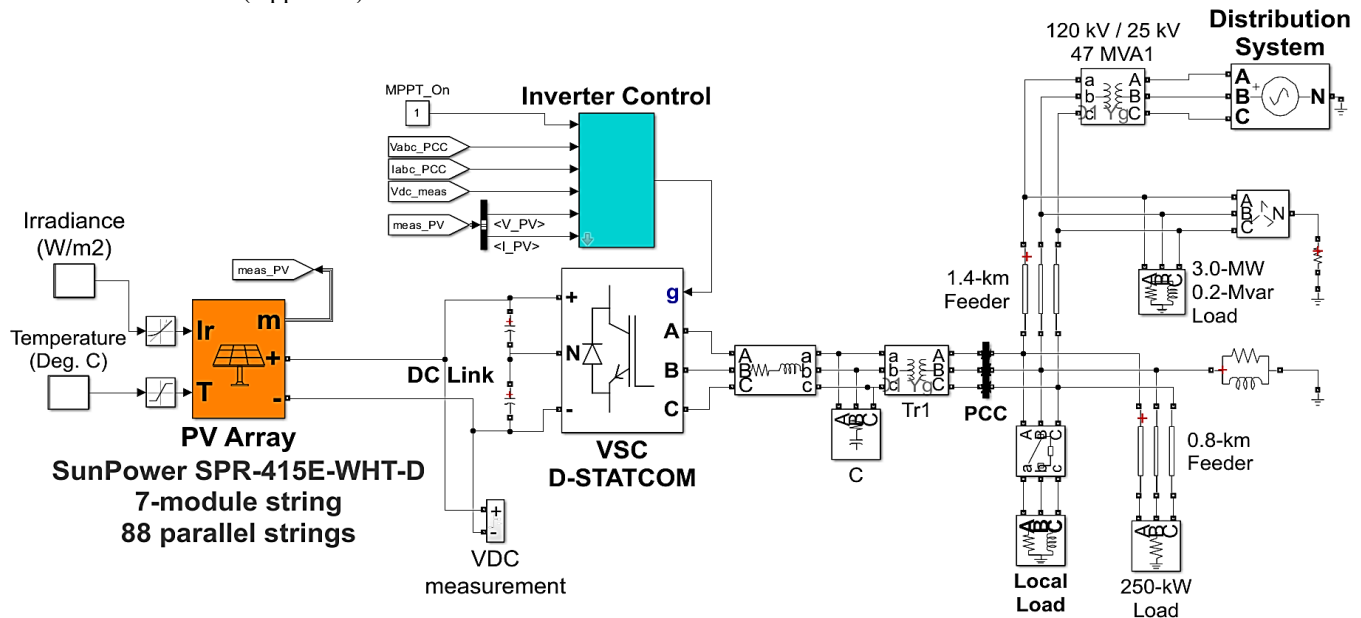 Distribution
System
120 kV / 25 kV
47 MVA1
a
b
c
A
B
C
A
B
C
N
MPPT_On
1
Inverter Control
Vabc_PCC
Iabc_PCC
Vdc_meas
meas_PV
<V_PV>
<I_PV>
A
B
C
N
Irradiance
(W/m2)
meas_PV
1.4-km
Feeder
A
B
C
3.0-MW
0.2-Mvar
Load
Temperature
(Deg. C)
Ir
T
m
+
-
DC Link
+
N
-
g
A
B
C
A
B
C
a
b
c
a
b
c
A
B
C
D1 Yg
Tr1
PCC
A
B
C
C
PV Array
SunPower SPR-415E-WHT-D
7-module string
88 parallel strings
VSC
D-STATCOM
A
B
C
a
b
c
0.8-km
Feeder
+
-
VDC
measurement
A
B
C
Local
Load
A
B
C
250-kW
Load